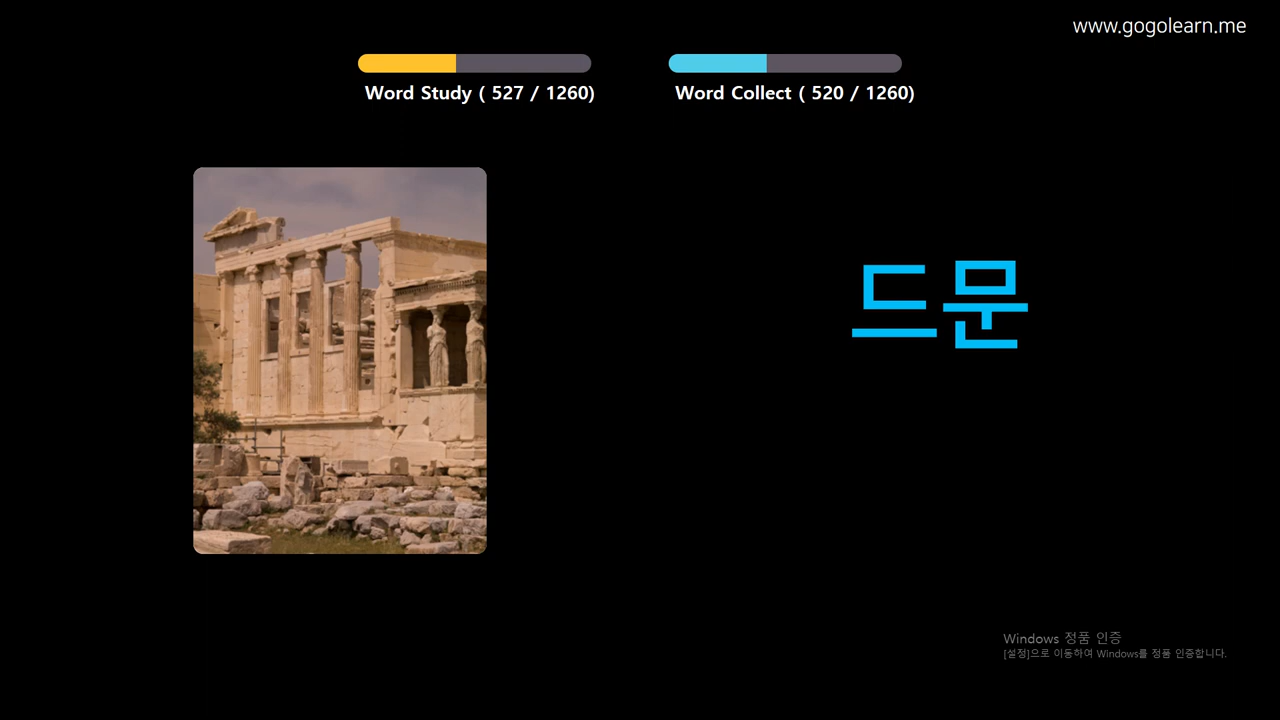 www.gogolearn.me
Word Study ( 527 / 1260)
Word Collect ( 520 / 1260)
드문
Windows 정품 인증
[설정]으로 이동하여 Windows를 정품 인증합니다.